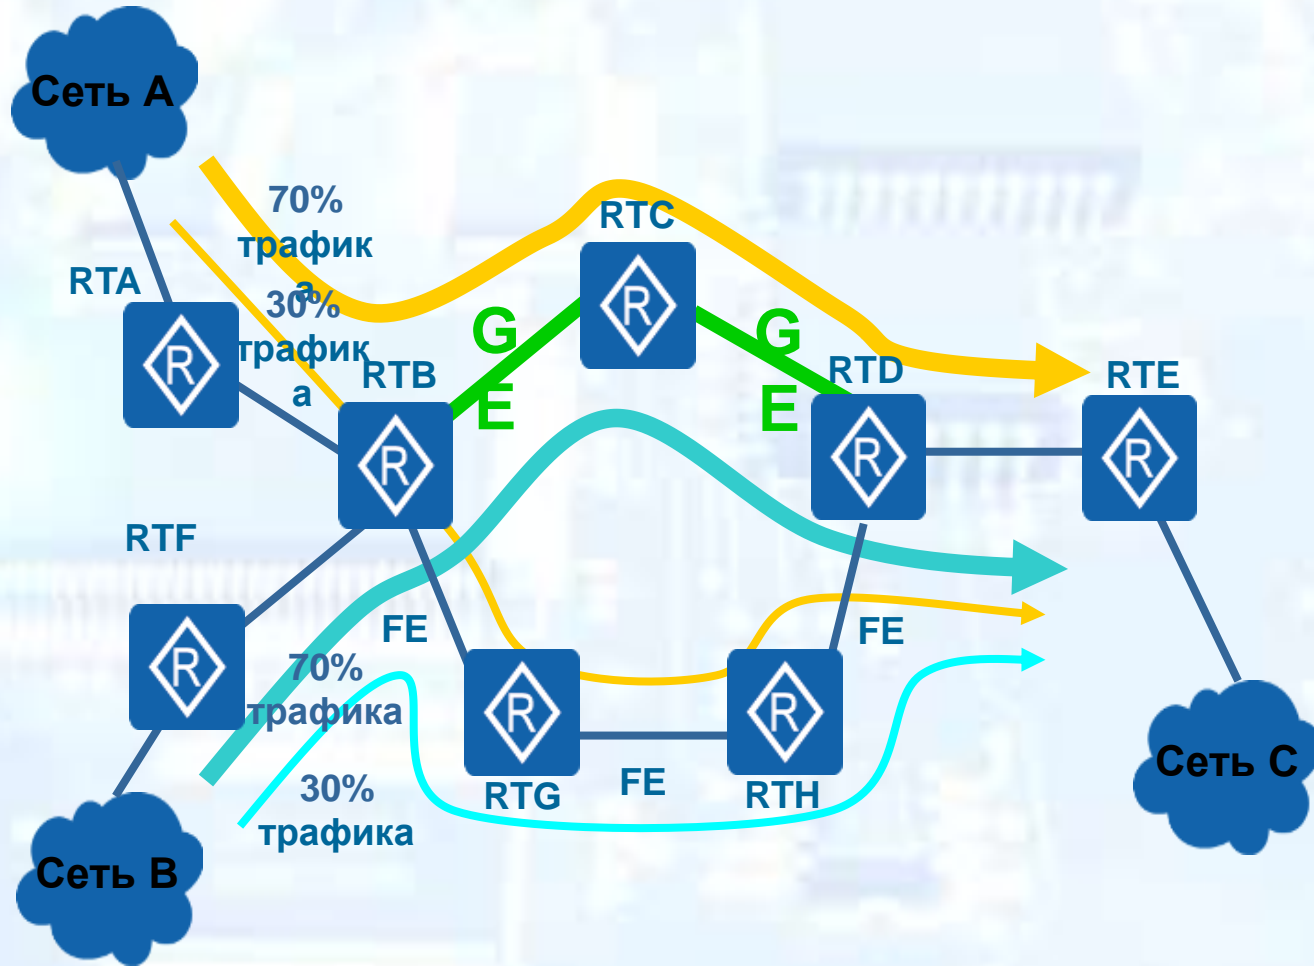 Сеть А
70%
трафик
а
RTC
RTA
30%
трафик
а
G
E
G
E
RTB
RTD
RTE
R
R
R
R
R
RTF
R
FE
FE
70%
трафика
R
R
30%
трафика
RTG
FE
RTH
Сеть С
Сеть В